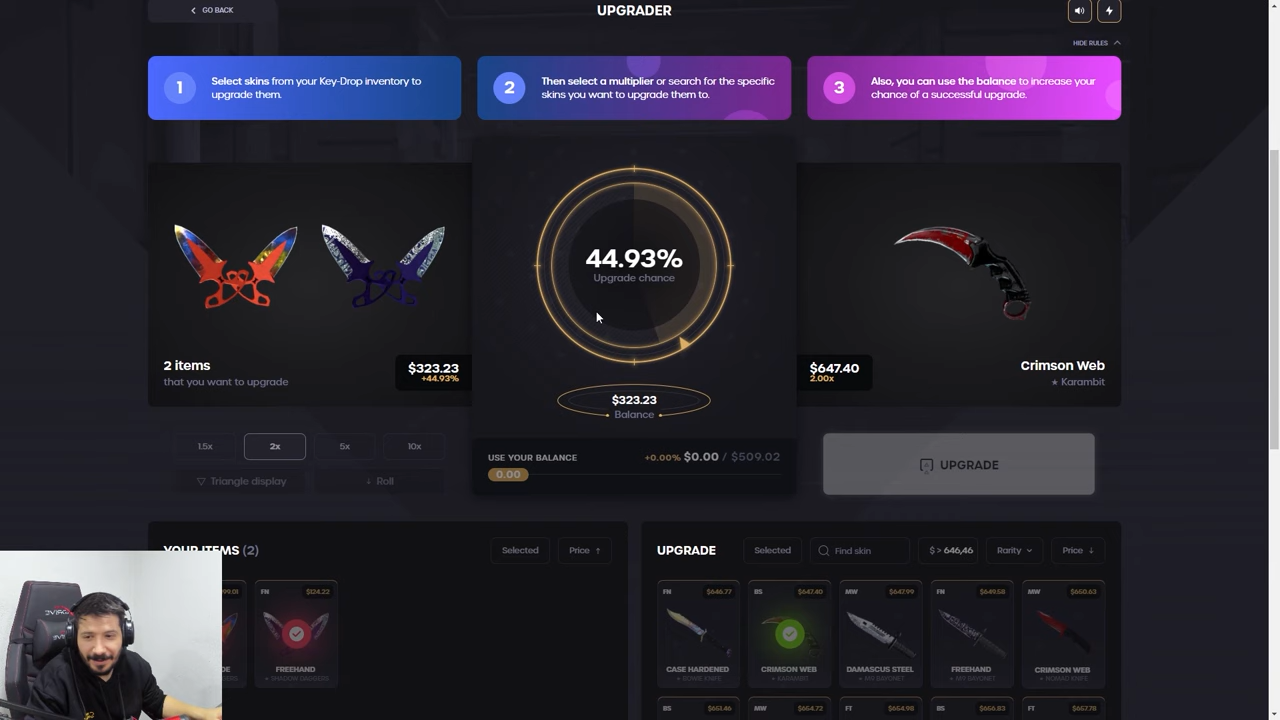 GO BACK
UPGRADER
HIDE RULES
1
Select skins from your Key-Drop inventory to
upgrade them.
2
Then select a multiplier or search for the specific
skins you want to upgrade them to.
3
Also, you can use the balance to increase your
chance of a successful upgrade.
44.93%
Upgrade chance
2 items
that you want to upgrade
$323.23
+44.93%
$323.23
Balance
$647.40
2.00x
Crimson Web
★ Karambit
1.5x
2x
5x
10x
Triangle display
Roll
USE YOUR BALANCE
+0.00% $0.00 / $509.02
0.00
UPGRADE
YOUR ITEMS (2)
Selected
Price
UPGRADE
Selected
Find skin
$ > 646,46
Rarity
Price
FN
$124.22
FREEHAND
★ SHADOW DAGGERS
FN
$646.77
CASE HARDENED
★ BOWIE KNIFE
BS
$647.40
CRIMSON WEB
★ KARAMBIT
MW
$647.99
DAMASCUS STEEL
★ M9 BAYONET
FN
$649.58
FREEHAND
★ M9 BAYONET
MW
$650.63
CRIMSON WEB
★ NOMAD KNIFE
BS
$651.46
MW
$654.72
FT
$654.98
BS
$656.83
FT
$657.78